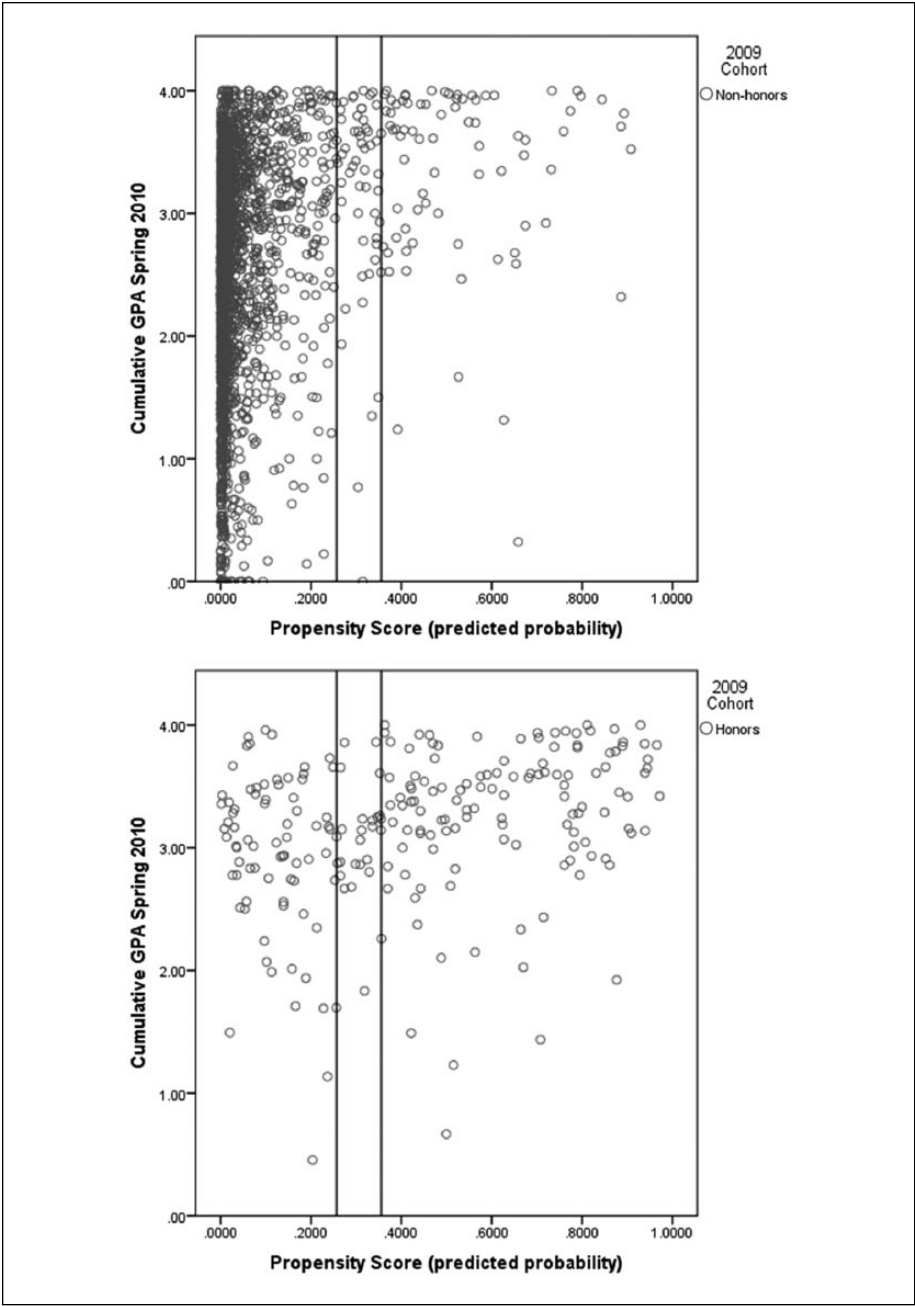 2009
Cohort
Non-honors
4.00
3.00
2.00
1.00
.00
Cumulative GPA Spring 2010
.0000 .2000 .4000 .6000 .8000 1.0000
Propensity Score (predicted probability)
2009
Cohort
Honors
4.00
3.00
2.00
1.00
.00
Cumulative GPA Spring 2010
.0000 .2000 .4000 .6000 .8000 1.0000
Propensity Score (predicted probability)